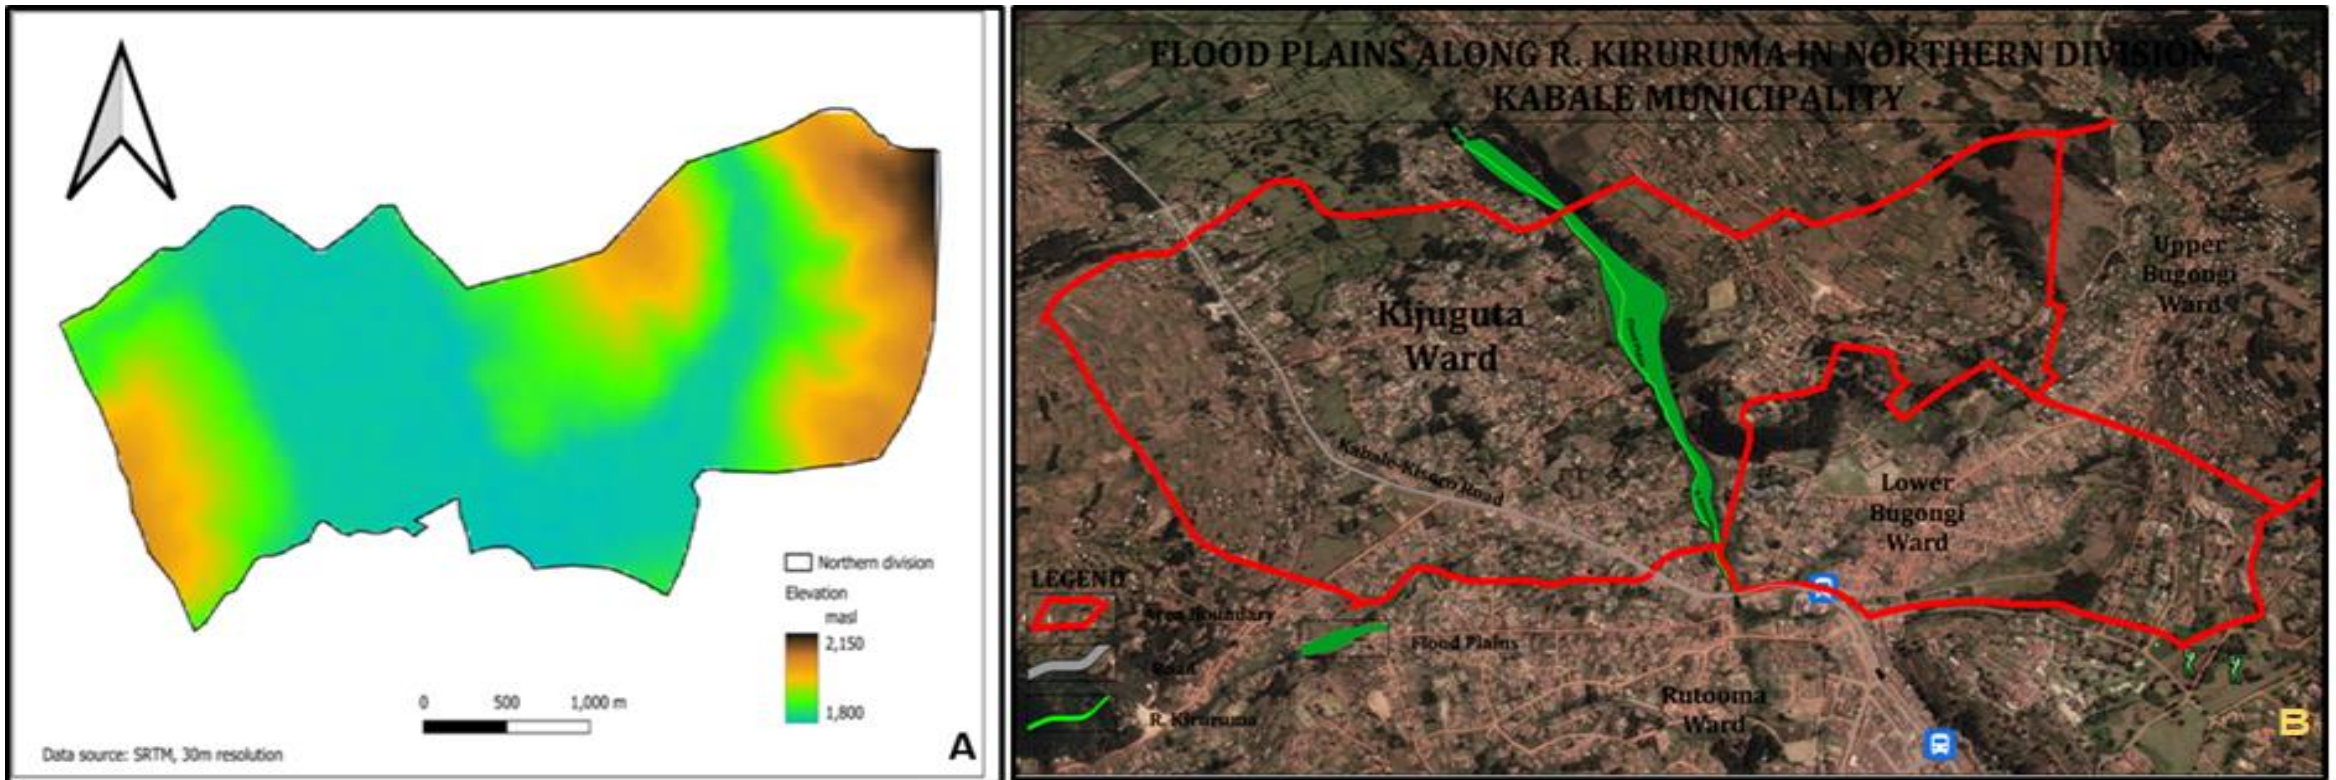 Northern division
Elevation
masl
2,150
1,800
0 500 1,000 m
Data source: SRTM, 30m resolution
A
FLOOD PLAINS ALONG R. KIRURUMA IN NORTHERN DIVISION
KABALE MUNICIPALITY
Upper
Bugongi
Ward
Kijuguta
Ward
Kabale-Kisoro Road
Lower
Bugongi
Ward
LEGEND
Area Boundary
Flood Plains
Road
R. Kiruruma
Rutooma
Ward
B